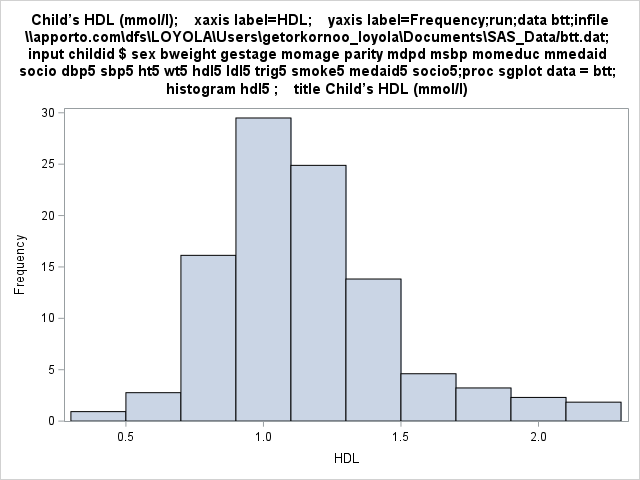 Child’s HDL (mmol/l);    xaxis label=HDL;    yaxis label=Frequency;run;data btt;infile
\\apporto.com\dfs\LOYOLA\Users\getorkornoo_loyola\Documents\SAS_Data/btt.dat;
input childid $ sex bweight gestage momage parity mdpd msbp momeduc mmedaid
socio dbp5 sbp5 ht5 wt5 hdl5 ldl5 trig5 smoke5 medaid5 socio5;proc sgplot data = btt;
histogram hdl5 ;    title Child’s HDL (mmol/l)
30
25
20
15
10
5
0
Frequency
0.5 1.0 1.5 2.0
HDL